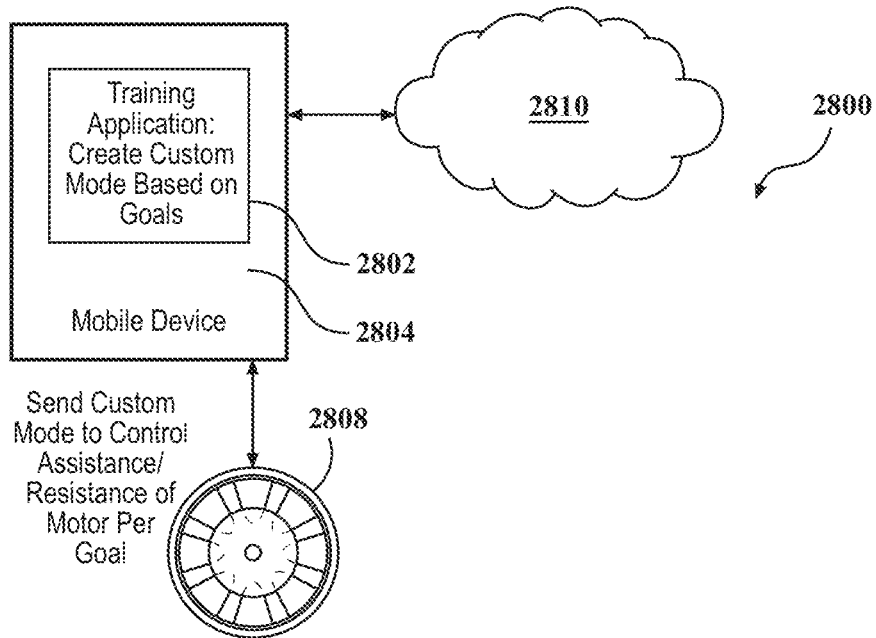 Training
Application:
Create Custom
Mode Based on
Goals
2810
2800
2802
2804
Mobile Device
Send Custom
Mode to Control
Assistance/
Resistance of
Motor Per
Goal
2808